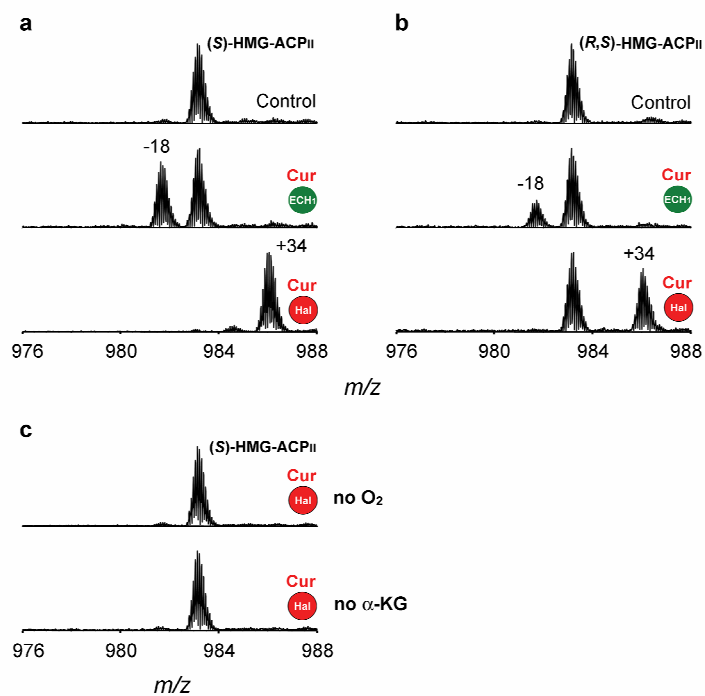 a
(S)-HMG-ACPII
Control
-18
Cur
ECH1
+34
Cur
Hal
976 980 984 988
b
(R,S)-HMG-ACPII
Control
-18
Cur
ECH1
+34
Cur
Hal
976 980 984 988
m/z
c
(S)-HMG-ACPII
Cur
Hal no O2
Cur
Hal no α-KG
976 980 984 988
m/z